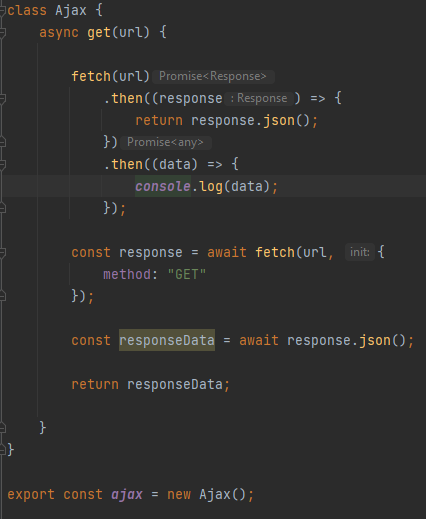 class Ajax {
    async get(url) {
        fetch(url) Promise<Response>
            .then((response : Response ) => {
                return response.json();
            }) Promise<any>
            .then((data) => {
                console.log(data);
            });
        const response = await fetch(url, init: {
            method: "GET"
        });
        const responseData = await response.json();
        return responseData;
    }
}
export const ajax = new Ajax();